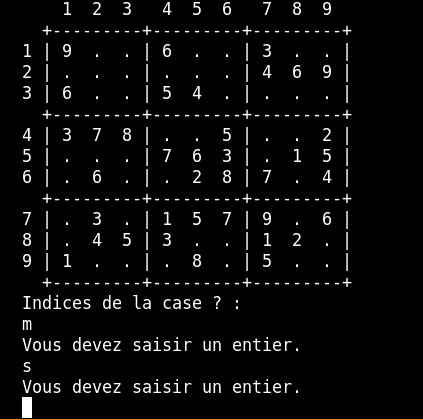 1  2  3   4  5  6   7  8  9
  +---------+---------+---------+
1 | 9  .  . | 6  .  . | 3  .  . |
2 | .  .  . | .  .  . | 4  6  9 |
3 | 6  .  . | 5  4  . | .  .  . |
  +---------+---------+---------+
4 | 3  7  8 | .  .  5 | .  .  2 |
5 | .  .  . | 7  6  3 | .  1  5 |
6 | .  6  . | .  2  8 | 7  .  4 |
  +---------+---------+---------+
7 | .  3  . | 1  5  7 | 9  .  6 |
8 | .  4  5 | 3  .  . | 1  2  . |
9 | 1  .  . | .  8  . | 5  .  . |
  +---------+---------+---------+
Indices de la case ? :
m
Vous devez saisir un entier.
s
Vous devez saisir un entier.